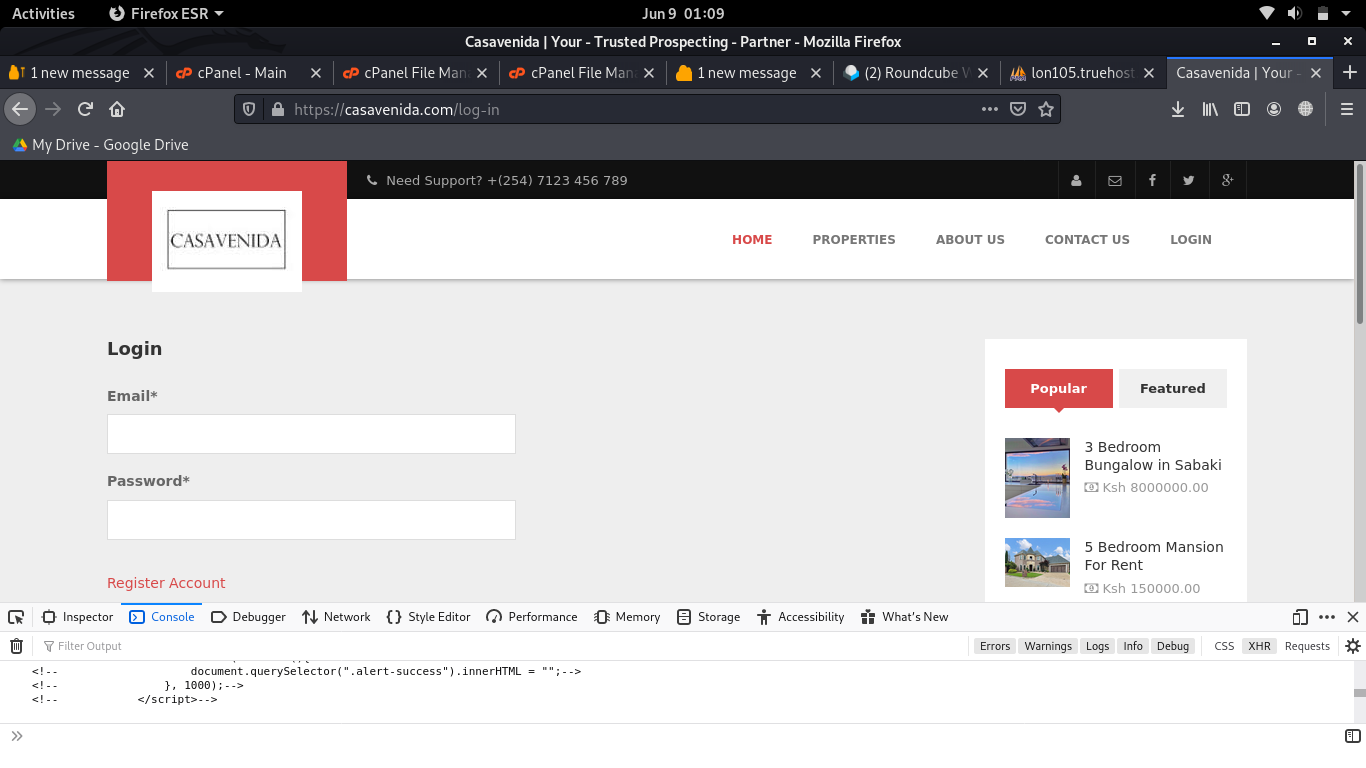 Activities
Firefox ESR
Jun 9 01:09
Casavenida | Your - Trusted Prospecting - Partner - Mozilla Firefox
1 new message
cPanel - Main
cPanel File Man
cPanel File Man
1 new message
(2) Roundcube W
lon105.truehost
Casavenida | Your -
https://casavenida.com/log-in
My Drive - Google Drive
Need Support? +(254) 7123 456 789
CASAVENIDA
HOME
PROPERTIES
ABOUT US
CONTACT US
LOGIN
Login
Email*
Password*
Register Account
Popular
Featured
3 Bedroom
Bungalow in Sabaki
Ksh 8000000.00
5 Bedroom Mansion
For Rent
Ksh 150000.00
Inspector
Console
Debugger
Network
Style Editor
Performance
Memory
Storage
Accessibility
What's New
Filter Output
Errors
Warnings
Logs
Info
Debug
CSS
XHR
Requests
<!-- document.querySelector(".alert-success").innerHTML = "";-->
<!-- }, 1000);-->
<!-- </script>-->